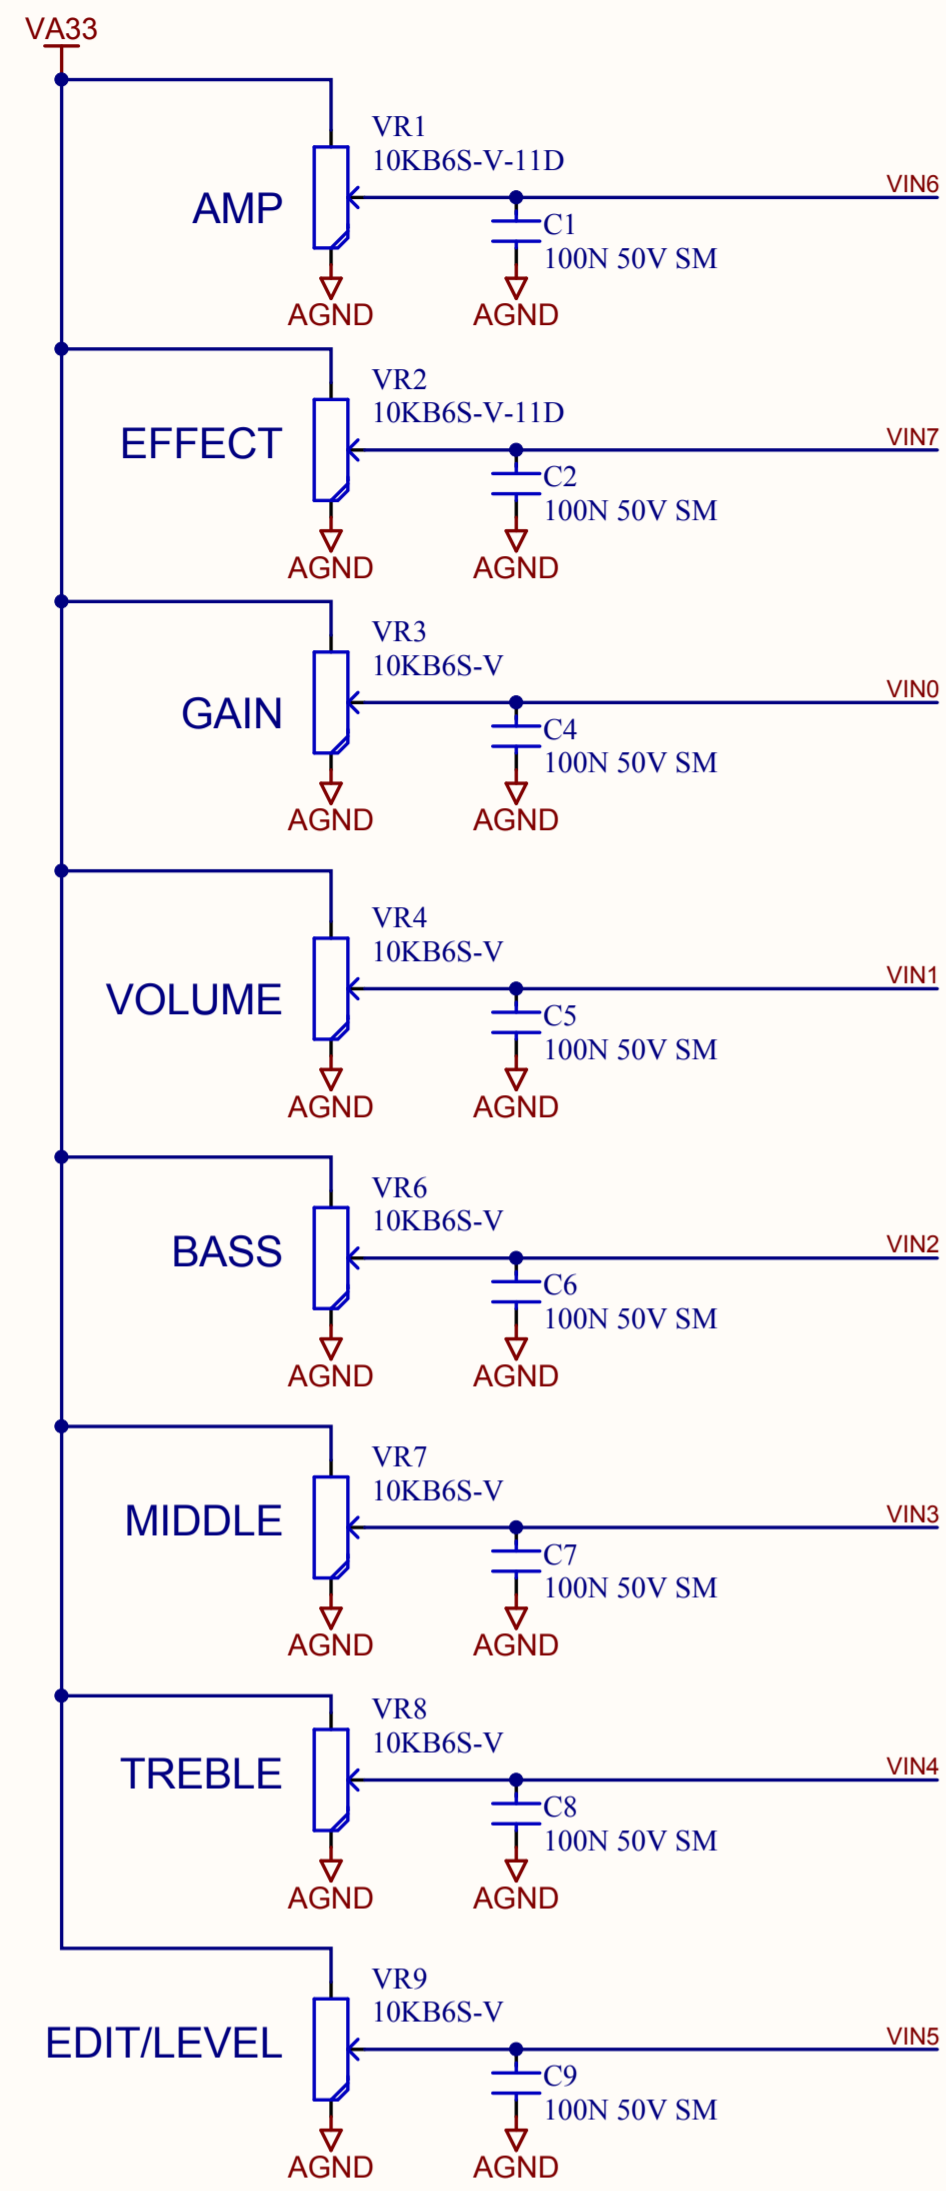 VA33
VR1
10KB6S-V-11D
VIN6
AMP
C1
100N 50V SM
AGND
AGND
VR2
10KB6S-V-11D
VIN7
EFFECT
C2
100N 50V SM
AGND
AGND
VR3
10KB6S-V
VIN0
GAIN
C4
100N 50V SM
AGND
AGND
VR4
10KB6S-V
VIN1
VOLUME
C5
100N 50V SM
AGND
AGND
VR6
10KB6S-V
VIN2
BASS
C6
100N 50V SM
AGND
AGND
VR7
10KB6S-V
VIN3
MIDDLE
C7
100N 50V SM
AGND
AGND
VR8
10KB6S-V
VIN4
TREBLE
C8
100N 50V SM
AGND
AGND
VR9
10KB6S-V
VIN5
EDIT/LEVEL
C9
100N 50V SM
AGND
AGND